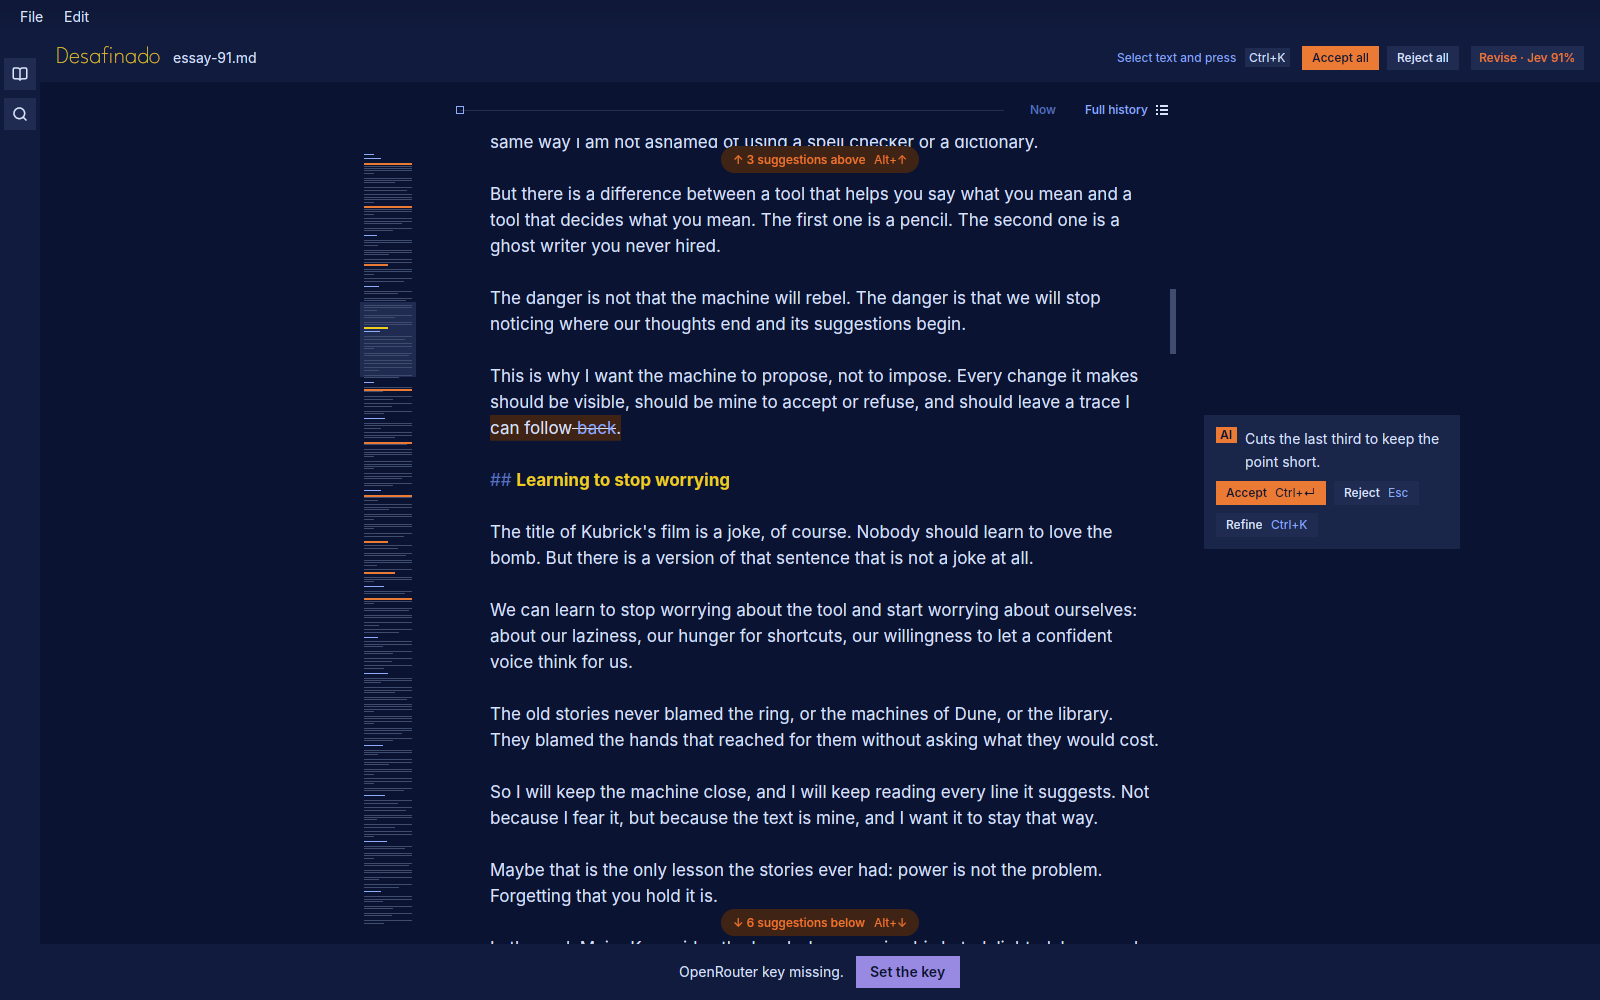 File Edit
Desafinado essay-91.md Select text and press Ctrl+K Accept all Reject all Revise · Jev 91%
Now Full history
same way I am not ashamed of using a spell checker or a dictionary.
↑ 3 suggestions above Alt+↑
But there is a difference between a tool that helps you say what you mean and a
tool that decides what you mean. The first one is a pencil. The second one is a
ghost writer you never hired.
The danger is not that the machine will rebel. The danger is that we will stop
noticing where our thoughts end and its suggestions begin.
This is why I want the machine to propose, not to impose. Every change it makes
should be visible, should be mine to accept or refuse, and should leave a trace I
can follow back.
AI Cuts the last third to keep the
point short.
Accept Ctrl+↵ Reject Esc
Refine Ctrl+K
## Learning to stop worrying
The title of Kubrick's film is a joke, of course. Nobody should learn to love the
bomb. But there is a version of that sentence that is not a joke at all.
We can learn to stop worrying about the tool and start worrying about ourselves:
about our laziness, our hunger for shortcuts, our willingness to let a confident
voice think for us.
The old stories never blamed the ring, or the machines of Dune, or the library.
They blamed the hands that reached for them without asking what they would cost.
So I will keep the machine close, and I will keep reading every line it suggests. Not
because I fear it, but because the text is mine, and I want it to stay that way.
Maybe that is the only lesson the stories ever had: power is not the problem.
Forgetting that you hold it is.
↓ 6 suggestions below Alt+↓
OpenRouter key missing. Set the key